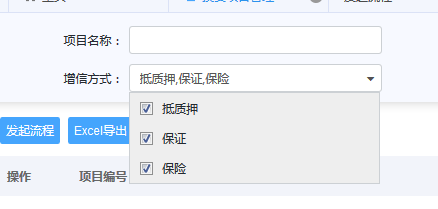 项目名称：
增信方式： 抵质押,保证,保险
抵质押
保证
保险
发起流程 Excel导出
操作 项目编号